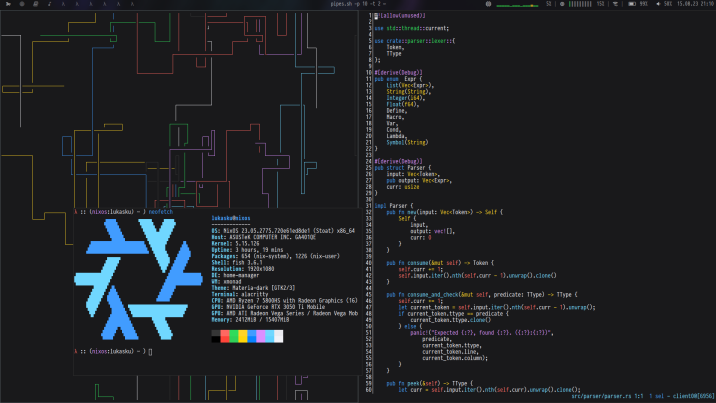 pipes.sh -p 10 -t 2 ~
15.08.23 21:10
λ :: (nixos:lukasku) ~ ) neofetch
lukasku@nixos
OS: NixOS 23.05.2775.720e61ed8de1 (Stoat) x86_64
Host: ASUSTeK COMPUTER INC. GA401QE
Kernel: 5.15.126
Uptime: 3 hours, 19 mins
Packages: 654 (nix-system), 1226 (nix-user)
Shell: fish 3.6.1
Resolution: 1920x1080
DE: home-manager
WM: xmonad
Theme: Materia-dark [GTK2/3]
Terminal: alacritty
CPU: AMD Ryzen 7 5800HS with Radeon Graphics (16)
GPU: NVIDIA GeForce RTX 3050 Ti Mobile
GPU: AMD ATI Radeon Vega Series / Radeon Vega Mob
Memory: 2412MiB / 15407MiB
λ :: (nixos:lukasku) ~ )
1 #![allow(unused)]
2
3 use std::thread::current;
4
5 use crate::parser::lexer::{
6 Token,
7 TType
8 };
9
10 #[derive(Debug)]
11 pub enum Expr {
12 List(Vec<Expr>),
13 String(String),
14 Integer(i64),
15 Float(f64),
16 Define,
17 Macro,
18 Var,
19 Cond,
20 Lambda,
21 Symbol(String)
22 }
23
24 #[derive(Debug)]
25 pub struct Parser {
26 input: Vec<Token>,
27 pub output: Vec<Expr>,
28 curr: usize
29 }
30
31 impl Parser {
32 pub fn new(input: Vec<Token>) -> Self {
33 Self {
34 input,
35 output: vec![],
36 curr: 0
37 }
38 }
39
40 pub fn consume(&mut self) -> Token {
41 self.curr += 1;
42 self.input.iter().nth(self.curr - 1).unwrap().clone()
43 }
44
45 pub fn consume_and_check(&mut self, predicate: TType) -> TType {
46 self.curr += 1;
47 let current_token = self.input.iter().nth(self.curr - 1).unwrap();
48 if current_token.ttype == predicate {
49 current_token.ttype.clone()
50 } else {
51 panic!("Expected {:?}, found {:?}. ({:?}:{:?})",
52 predicate,
53 current_token.ttype,
54 current_token.line,
55 current_token.column);
56 }
57 }
58
59 pub fn peek(&self) -> TType {
60 let curr = self.input.iter().nth(self.curr).unwrap().clone();
src/parser/parser.rs 1:1 1 sel - client00[6956]